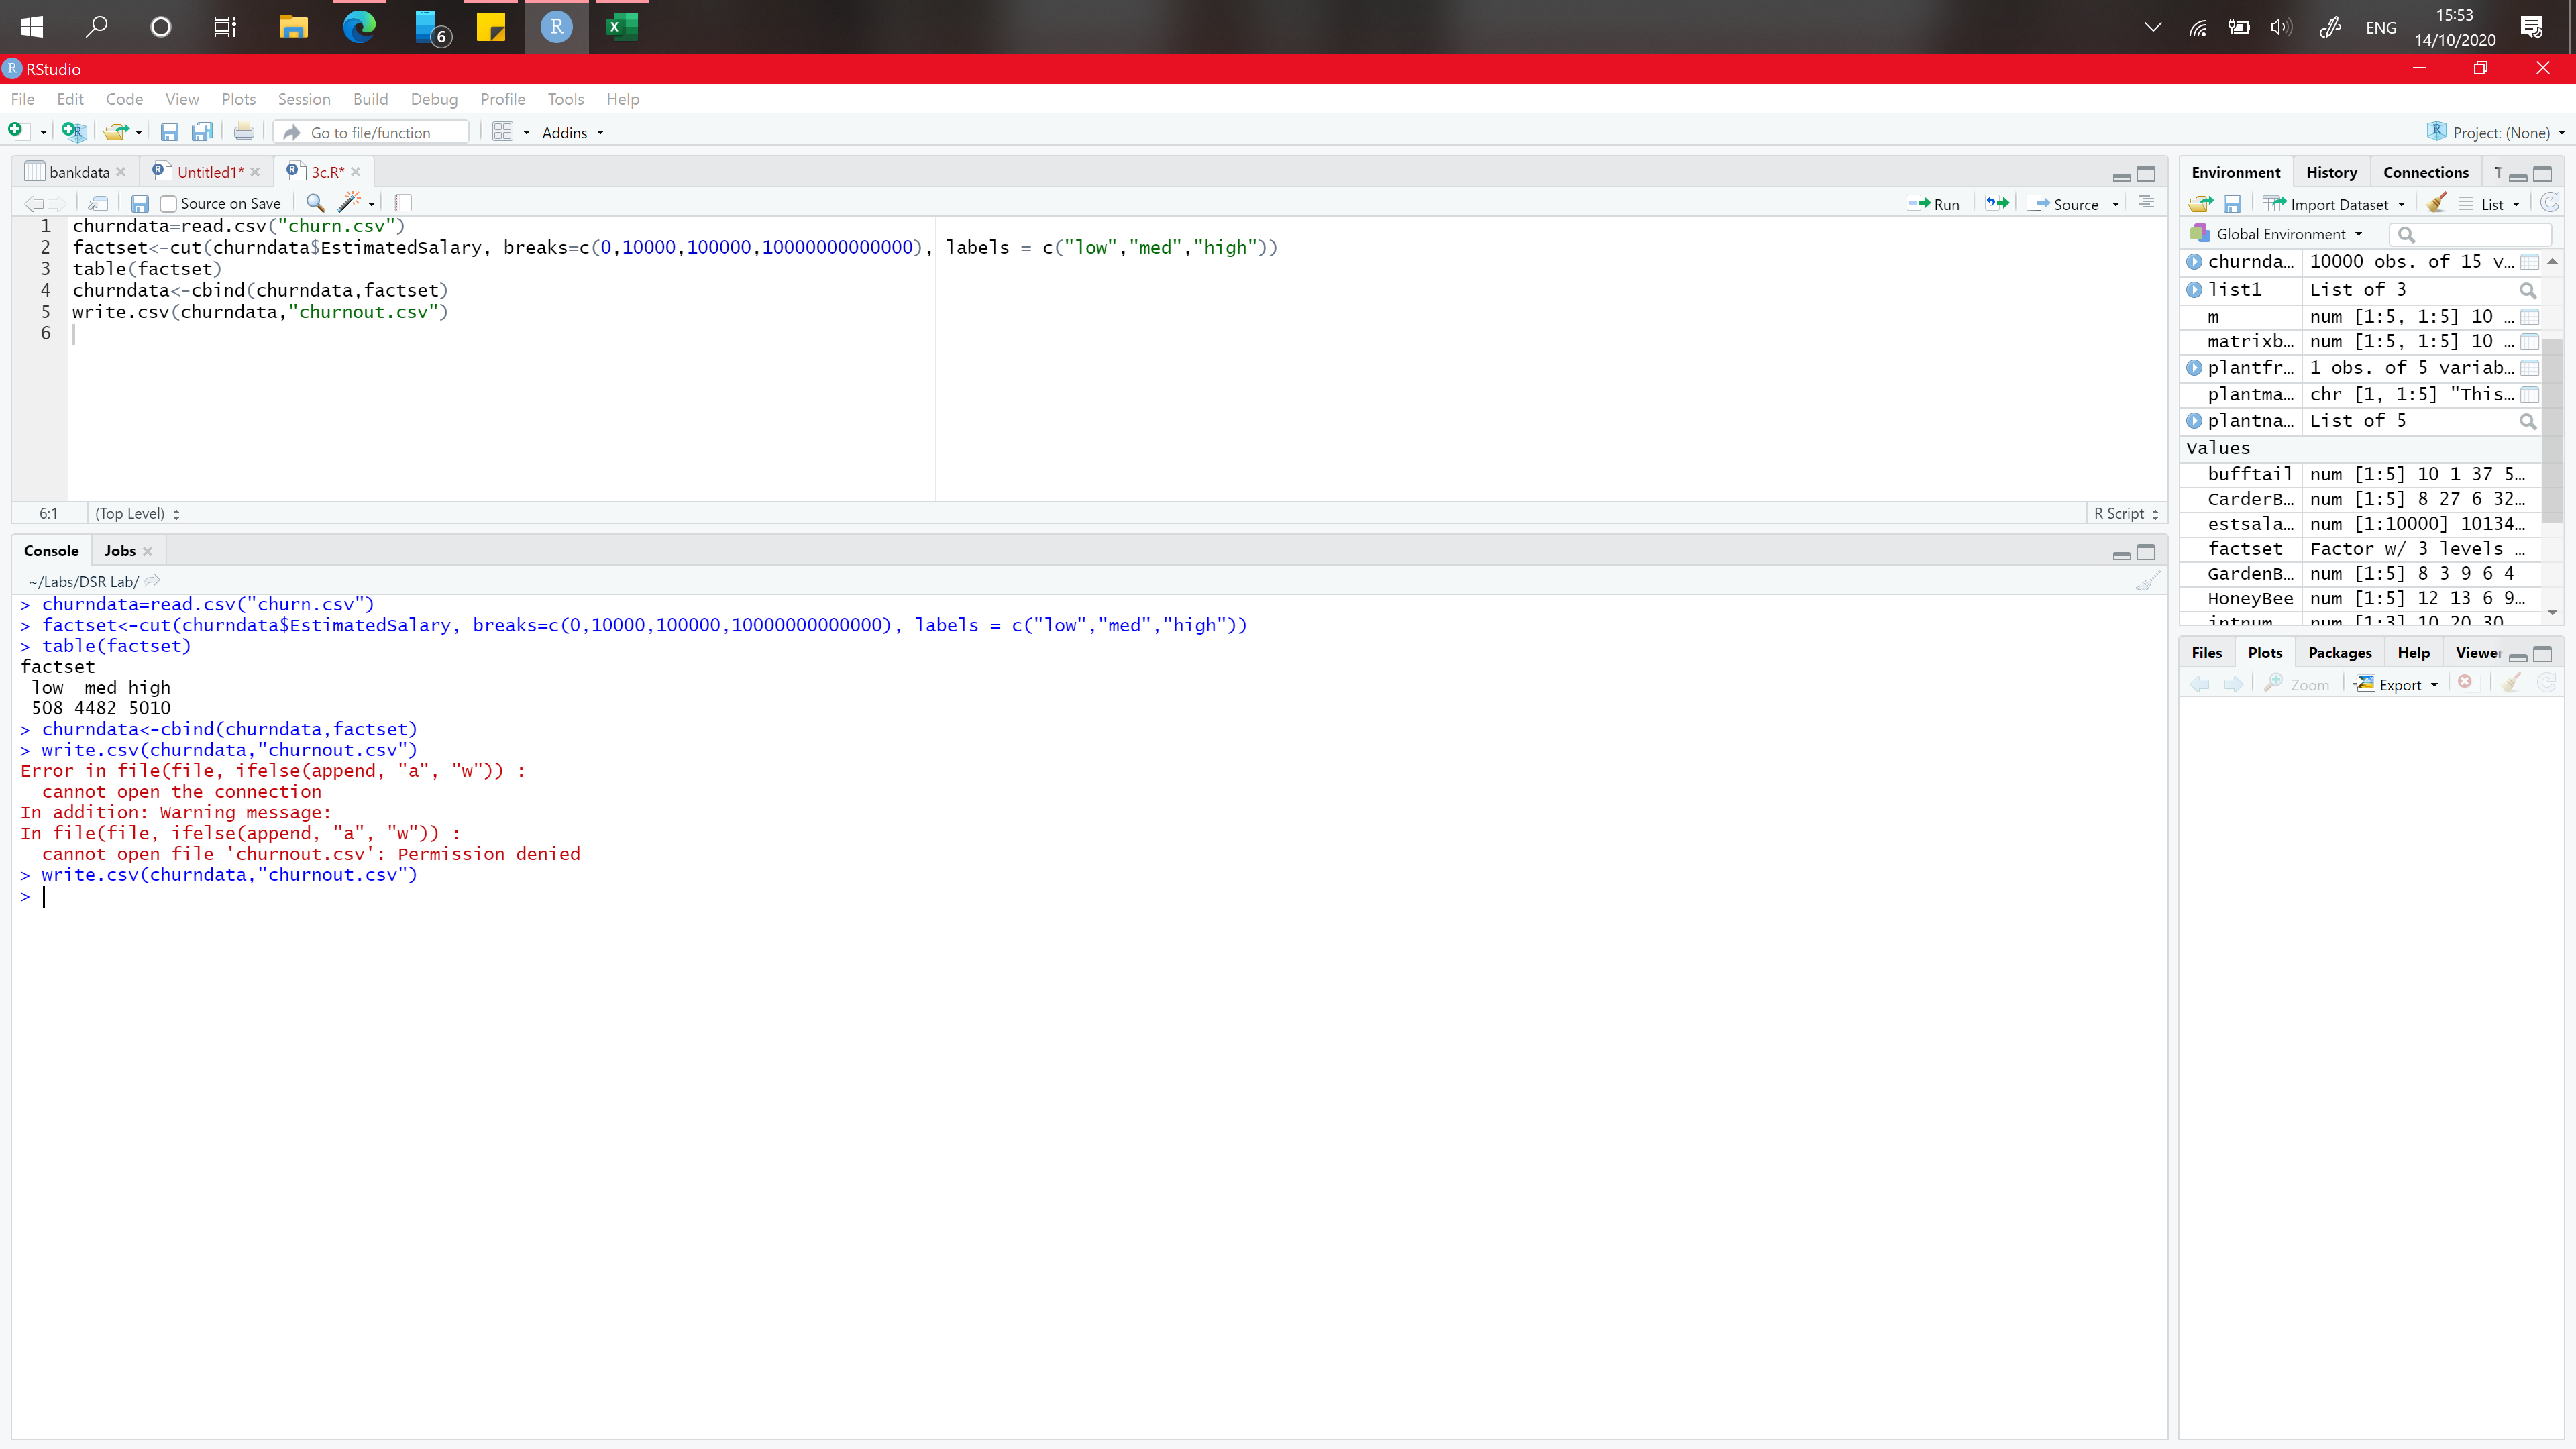 6
ENG
15:53
14/10/2020
RStudio
File Edit Code View Plots Session Build Debug Profile Tools Help
Go to file/function Addins Project: (None)
bankdata Untitled1* 3c.R*
Source on Save Run Source
1 churndata=read.csv("churn.csv")
2 factset<-cut(churndata$EstimatedSalary, breaks=c(0,10000,100000,10000000000000), labels = c("low","med","high"))
3 table(factset)
4 churndata<-cbind(churndata,factset)
5 write.csv(churndata,"churnout.csv")
6
6:1 (Top Level) R Script
Console Jobs
~/Labs/DSR Lab/
> churndata=read.csv("churn.csv")
> factset<-cut(churndata$EstimatedSalary, breaks=c(0,10000,100000,10000000000000), labels = c("low","med","high"))
> table(factset)
factset
low med high
508 4482 5010
> churndata<-cbind(churndata,factset)
> write.csv(churndata,"churnout.csv")
Error in file(file, ifelse(append, "a", "w")) :
cannot open the connection
In addition: Warning message:
In file(file, ifelse(append, "a", "w")) :
cannot open file 'churnout.csv': Permission denied
> write.csv(churndata,"churnout.csv")
>
Environment History Connections T
Import Dataset List
Global Environment
churnda... 10000 obs. of 15 v...
list1 List of 3
m num [1:5, 1:5] 10 ...
matrixb... num [1:5, 1:5] 10 ...
plantfr... 1 obs. of 5 variab...
plantma... chr [1, 1:5] "This...
plantna... List of 5
Values
bufftail num [1:5] 10 1 37 5...
CarderB... num [1:5] 8 27 6 32...
estsala... num [1:10000] 10134...
factset Factor w/ 3 levels ...
GardenB... num [1:5] 8 3 9 6 4
HoneyBee num [1:5] 12 13 6 9...
intnum num [1:3] 10 20 30
Files Plots Packages Help Viewer
Zoom Export